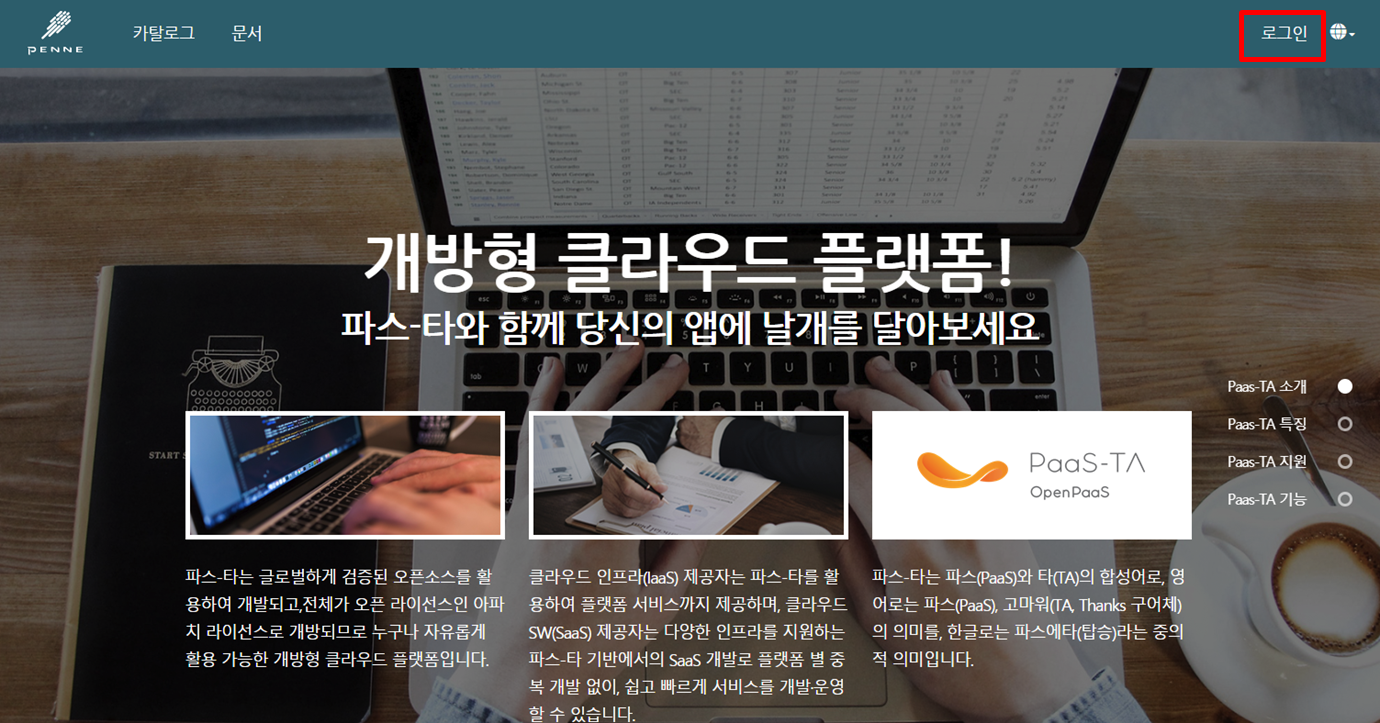 PENNE
카탈로그
문서
로그인
개방형 클라우드 플랫폼!
파스-타와 함께 당신의 앱에 날개를 달아보세요
Paas-TA 소개
Paas-TA 특징
Paas-TA 지원
Paas-TA 기능
START
PaaS-TA
OpenPaaS
파스-타는 글로벌하게 검증된 오픈소스를 활
용하여 개발되고,전체가 오픈 라이선스인 아파
치 라이선스로 개방되므로 누구나 자유롭게
활용 가능한 개방형 클라우드 플랫폼입니다.
클라우드 인프라(IaaS) 제공자는 파스-타를 활
용하여 플랫폼 서비스까지 제공하며, 클라우드
SW(SaaS) 제공자는 다양한 인프라를 지원하는
파스-타 기반에서의 SaaS 개발로 플랫폼 별 중
복 개발 없이, 쉽고 빠르게 서비스를 개발·운영
할 수 있습니다.
파스-타는 파스(PaaS)와 타(TA)의 합성어로, 영
어로는 파스(PaaS), 고마워(TA, Thanks 구어체)
의 의미를, 한글로는 파스에타(탑승)라는 중의
적 의미입니다.